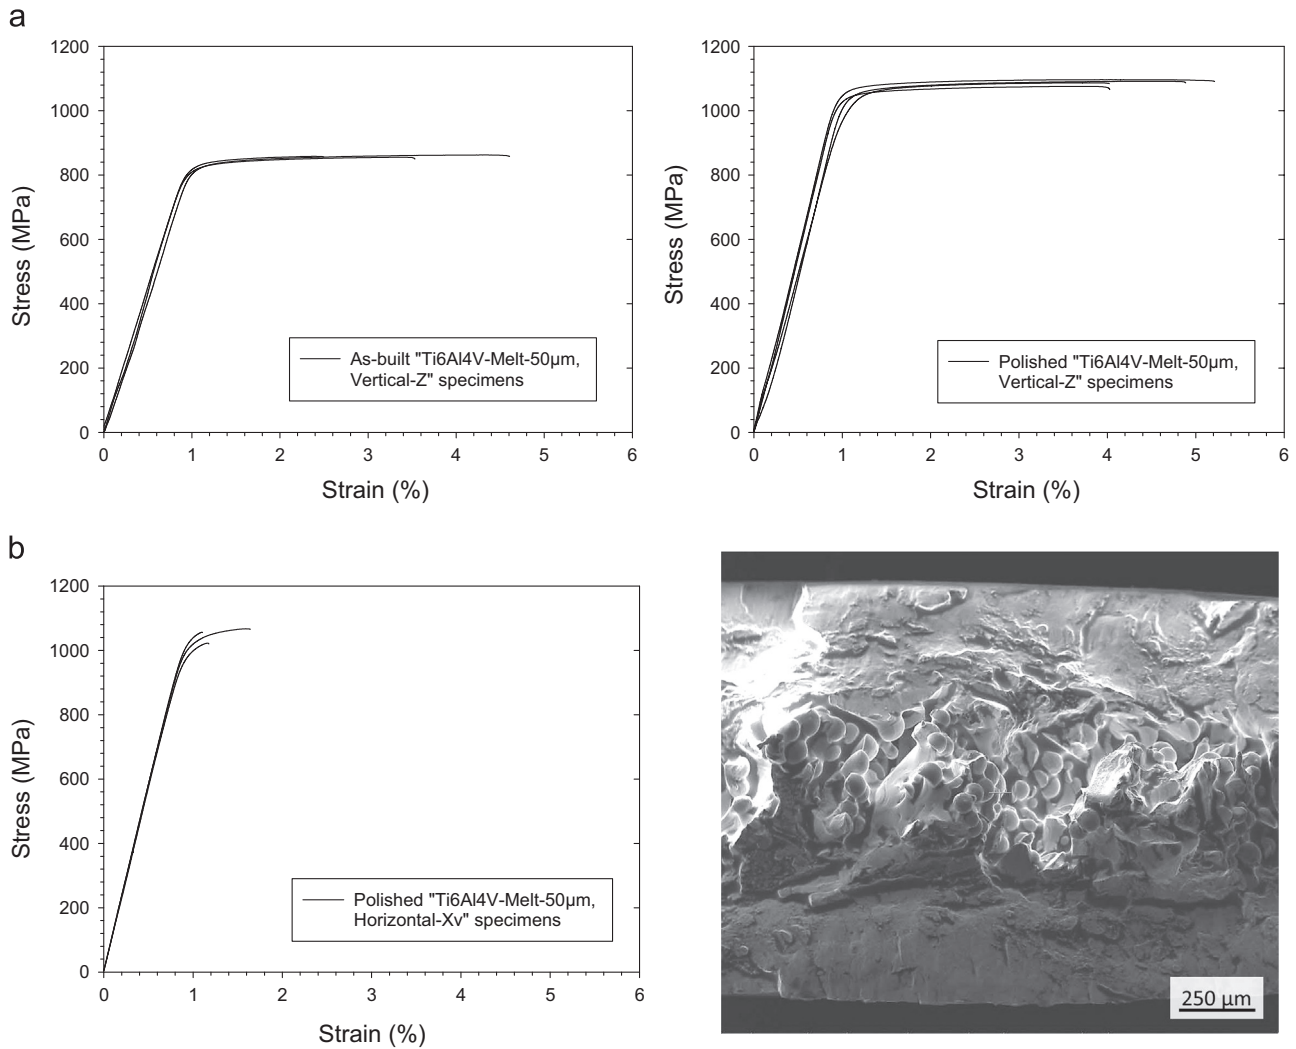 a
1200
1000
800
600
400
200
0
0 1 2 3 4 5 6
Stress (MPa)
Strain (%)
As-built "Ti6Al4V-Melt-50µm,
Vertical-Z" specimens
1200
1000
800
600
400
200
0
0 1 2 3 4 5 6
Stress (MPa)
Strain (%)
Polished "Ti6Al4V-Melt-50µm,
Vertical-Z" specimens
b
1200
1000
800
600
400
200
0
0 1 2 3 4 5 6
Stress (MPa)
Strain (%)
Polished "Ti6Al4V-Melt-50µm,
Horizontal-Xv" specimens
250 µm